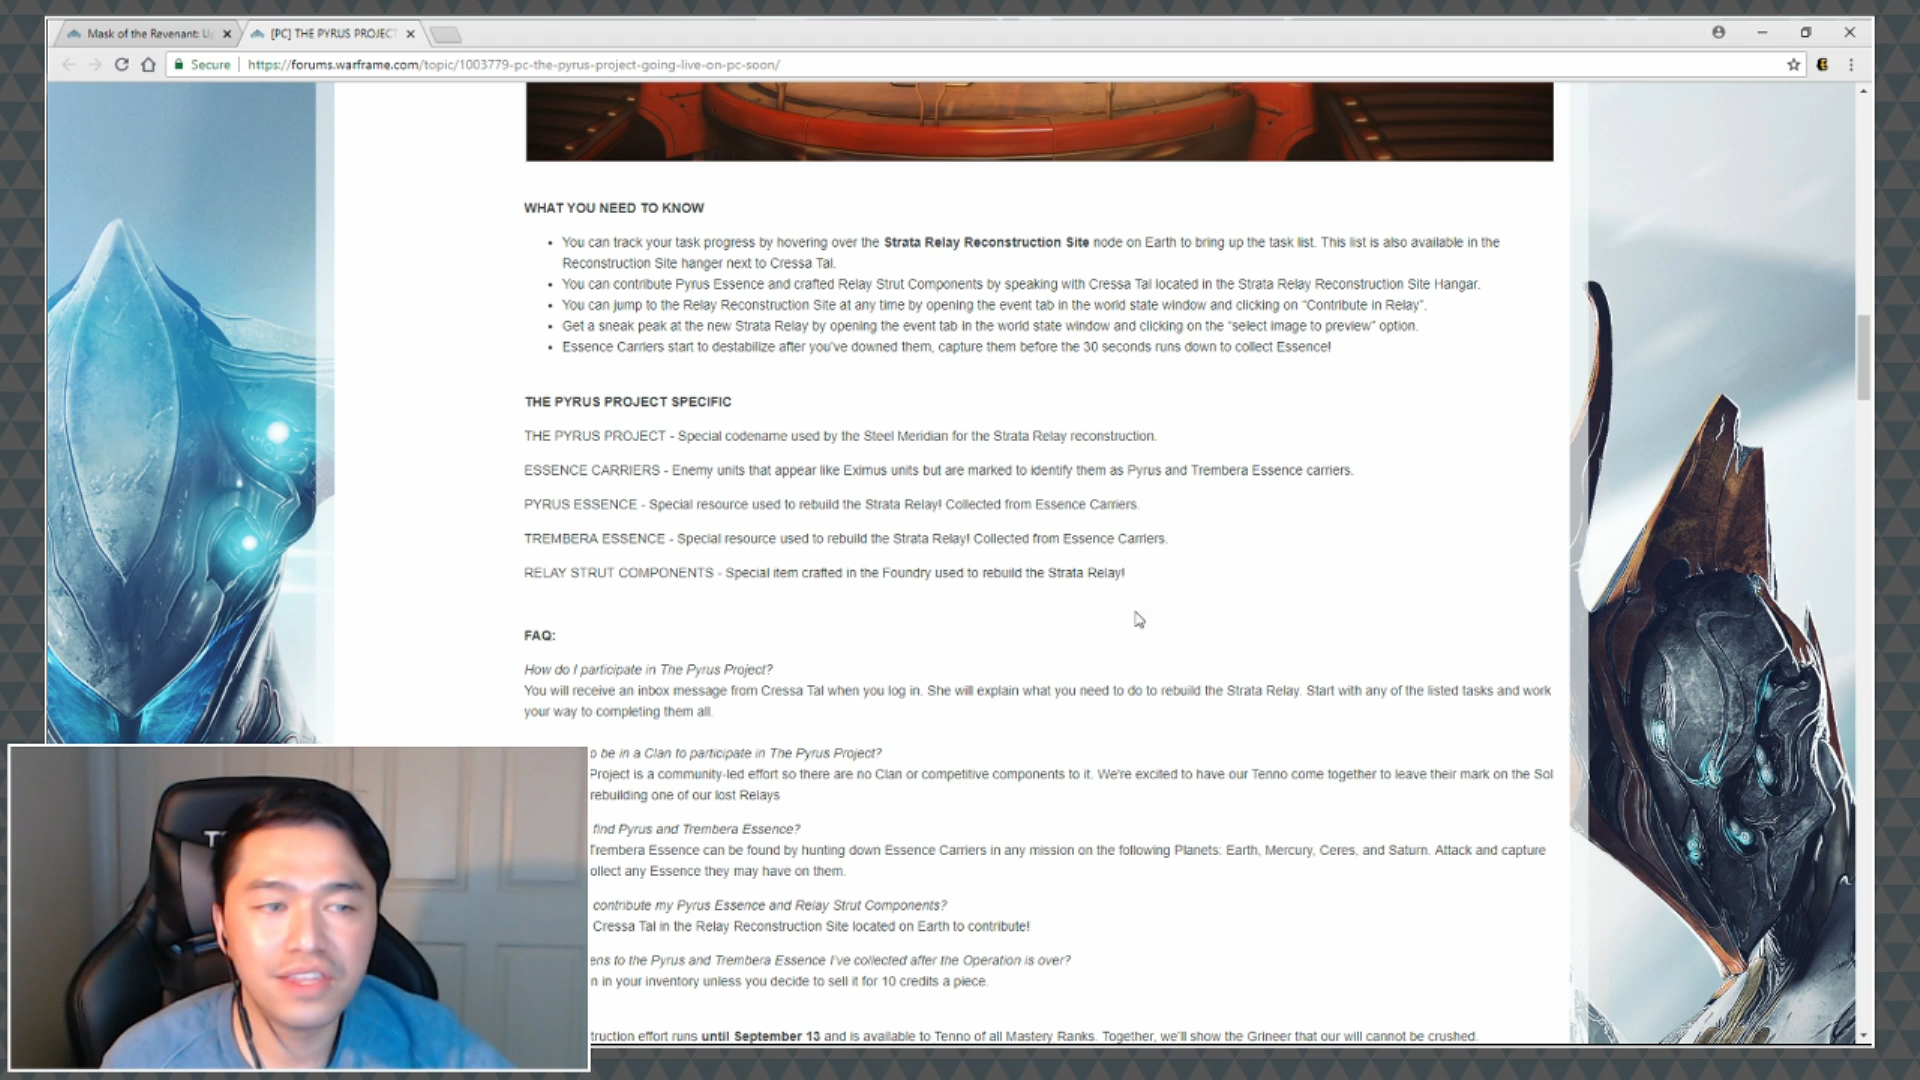 Mask of the Revenant: U
[PC] THE PYRUS PROJECT
Secure
https://forums.warframe.com/topic/1003779-pc-the-pyrus-project-going-live-on-pc-soon/
WHAT YOU NEED TO KNOW
You can track your task progress by hovering over the Strata Relay Reconstruction Site node on Earth to bring up the task list. This list is also available in the
Reconstruction Site hanger next to Cressa Tal.
You can contribute Pyrus Essence and crafted Relay Strut Components by speaking with Cressa Tal located in the Strata Relay Reconstruction Site Hangar.
You can jump to the Relay Reconstruction Site at any time by opening the event tab in the world state window and clicking on “Contribute in Relay”.
Get a sneak peak at the new Strata Relay by opening the event tab in the world state window and clicking on the “select image to preview” option.
Essence Carriers start to destabilize after you’ve downed them, capture them before the 30 seconds runs down to collect Essence!
THE PYRUS PROJECT SPECIFIC
THE PYRUS PROJECT - Special codename used by the Steel Meridian for the Strata Relay reconstruction.
ESSENCE CARRIERS - Enemy units that appear like Eximus units but are marked to identify them as Pyrus and Trembera Essence carriers.
PYRUS ESSENCE - Special resource used to rebuild the Strata Relay! Collected from Essence Carriers.
TREMBERA ESSENCE - Special resource used to rebuild the Strata Relay! Collected from Essence Carriers.
RELAY STRUT COMPONENTS - Special item crafted in the Foundry used to rebuild the Strata Relay!
FAQ:
How do I participate in The Pyrus Project?
You will receive an inbox message from Cressa Tal when you log in. She will explain what you need to do to rebuild the Strata Relay. Start with any of the listed tasks and work
your way to completing them all.
o be in a Clan to participate in The Pyrus Project?
Project is a community-led effort so there are no Clan or competitive components to it. We're excited to have our Tenno come together to leave their mark on the Sol
rebuilding one of our lost Relays
find Pyrus and Trembera Essence?
Trembera Essence can be found by hunting down Essence Carriers in any mission on the following Planets: Earth, Mercury, Ceres, and Saturn. Attack and capture
ollect any Essence they may have on them.
contribute my Pyrus Essence and Relay Strut Components?
Cressa Tal in the Relay Reconstruction Site located on Earth to contribute!
ens to the Pyrus and Trembera Essence I've collected after the Operation is over?
n in your inventory unless you decide to sell it for 10 credits a piece.
truction effort runs until September 13 and is available to Tenno of all Mastery Ranks. Together, we'll show the Grineer that our will cannot be crushed.